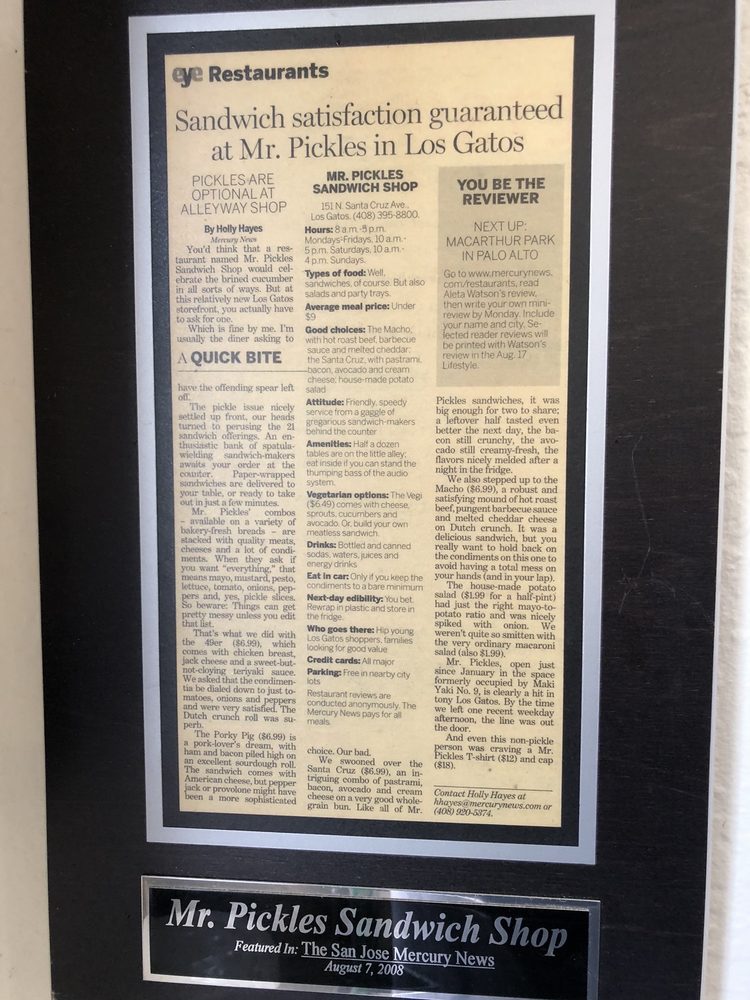 eye Restaurants
Sandwich satisfaction guaranteed
at Mr. Pickles in Los Gatos
PICKLES ARE
OPTIONAL AT
ALLEYWAY SHOP
By Holly Hayes
Mercury News
You'd think that a res-
taurant named Mr. Pickles
Sandwich Shop would cel-
ebrate the brined cucumber
in all sorts of ways. But at
this relatively new Los Gatos
storefront, you actually have
to ask for one.
Which is fine by me. I'm
usually the diner asking to
A QUICK BITE
have the offending spear left
off.
The pickle issue nicely
settled up front, our heads
turned to perusing the 21
sandwich offerings. An en-
thusiastic bank of spatula-
wielding sandwich-makers
awaits your order at the
counter. Paper-wrapped
sandwiches are delivered to
your table, or ready to take
out in just a few minutes.
Mr. Pickles' combos
– available on a variety of
bakery-fresh breads – are
stacked with quality meats,
cheeses and a lot of condi-
ments. When they ask if
you want "everything," that
means mayo, mustard, pesto,
lettuce, tomato, onions, pep-
pers and, yes, pickle slices.
So beware: Things can get
pretty messy unless you edit
that list.
That's what we did with
the 49er ($6.99), which
comes with chicken breast,
jack cheese and a sweet-but-
not-cloying teriyaki sauce.
We asked that the condimen-
tia be dialed down to just to-
matoes, onions and peppers
and were very satisfied. The
Dutch crunch roll was su-
perb.
The Porky Pig ($6.99) is
a pork-lover's dream, with
ham and bacon piled high on
an excellent sourdough roll.
The sandwich comes with
American cheese, but pepper
jack or provolone might have
been a more sophisticated
MR. PICKLES
SANDWICH SHOP
151 N. Santa Cruz Ave.,
Los Gatos. (408) 395-8800.
Hours: 8 a.m.-5 p.m.
Mondays-Fridays, 10 a.m.-
5 p.m. Saturdays, 10 a.m.-
4 p.m. Sundays.
Types of food: Well,
sandwiches, of course. But also
salads and party trays.
Average meal price: Under
$9
Good choices: The Macho,
with hot roast beef, barbecue
sauce and melted cheddar;
the Santa Cruz, with pastrami,
bacon, avocado and cream
cheese; house-made potato
salad
Attitude: Friendly, speedy
service from a gaggle of
gregarious sandwich-makers
behind the counter
Amenities: Half a dozen
tables are on the little alley;
eat inside if you can stand the
thumping bass of the audio
system.
Vegetarian options: The Vegi
($6.49) comes with cheese,
sprouts, cucumbers and
avocado. Or, build your own
meatless sandwich.
Drinks: Bottled and canned
sodas, waters, juices and
energy drinks
Eat in car: Only if you keep the
condiments to a bare minimum
Next-day edibility: You bet.
Rewrap in plastic and store in
the fridge.
Who goes there: Hip young
Los Gatos shoppers, families
looking for good value
Credit cards: All major
Parking: Free in nearby city
lots
Restaurant reviews are
conducted anonymously. The
Mercury News pays for all
meals.
choice. Our bad.
We swooned over the
Santa Cruz ($6.99), an in-
triguing combo of pastrami,
bacon, avocado and cream
cheese on a very good whole-
grain bun. Like all of Mr.
YOU BE THE
REVIEWER
NEXT UP:
MACARTHUR PARK
IN PALO ALTO
Go to www.mercurynews.
com/restaurants, read
Aleta Watson's review,
then write your own mini-
review by Monday. Include
your name and city. Se-
lected reader reviews will
be printed with Watson's
review in the Aug. 17
Lifestyle.
Pickles sandwiches, it was
big enough for two to share;
a leftover half tasted even
better the next day, the ba-
con still crunchy, the avo-
cado still creamy-fresh, the
flavors nicely melded after a
night in the fridge.
We also stepped up to the
Macho ($6.99), a robust and
satisfying mound of hot roast
beef, pungent barbecue sauce
and melted cheddar cheese
on Dutch crunch. It was a
delicious sandwich, but you
really want to hold back on
the condiments on this one to
avoid having a total mess on
your hands (and in your lap).
The house-made potato
salad ($1.99 for a half-pint)
had just the right mayo-to-
potato ratio and was nicely
spiked with onion. We
weren't quite so smitten with
the very ordinary macaroni
salad (also $1.99).
Mr. Pickles, open just
since January in the space
formerly occupied by Maki
Yaki No. 9, is clearly a hit in
tony Los Gatos. By the time
we left one recent weekday
afternoon, the line was out
the door.
And even this non-pickle
person was craving a Mr.
Pickles T-shirt ($12) and cap
($18).
Contact Holly Hayes at
hhayes@mercurynews.com or
(408) 920-5374.
Mr. Pickles Sandwich Shop
Featured In: The San Jose Mercury News
August 7, 2008